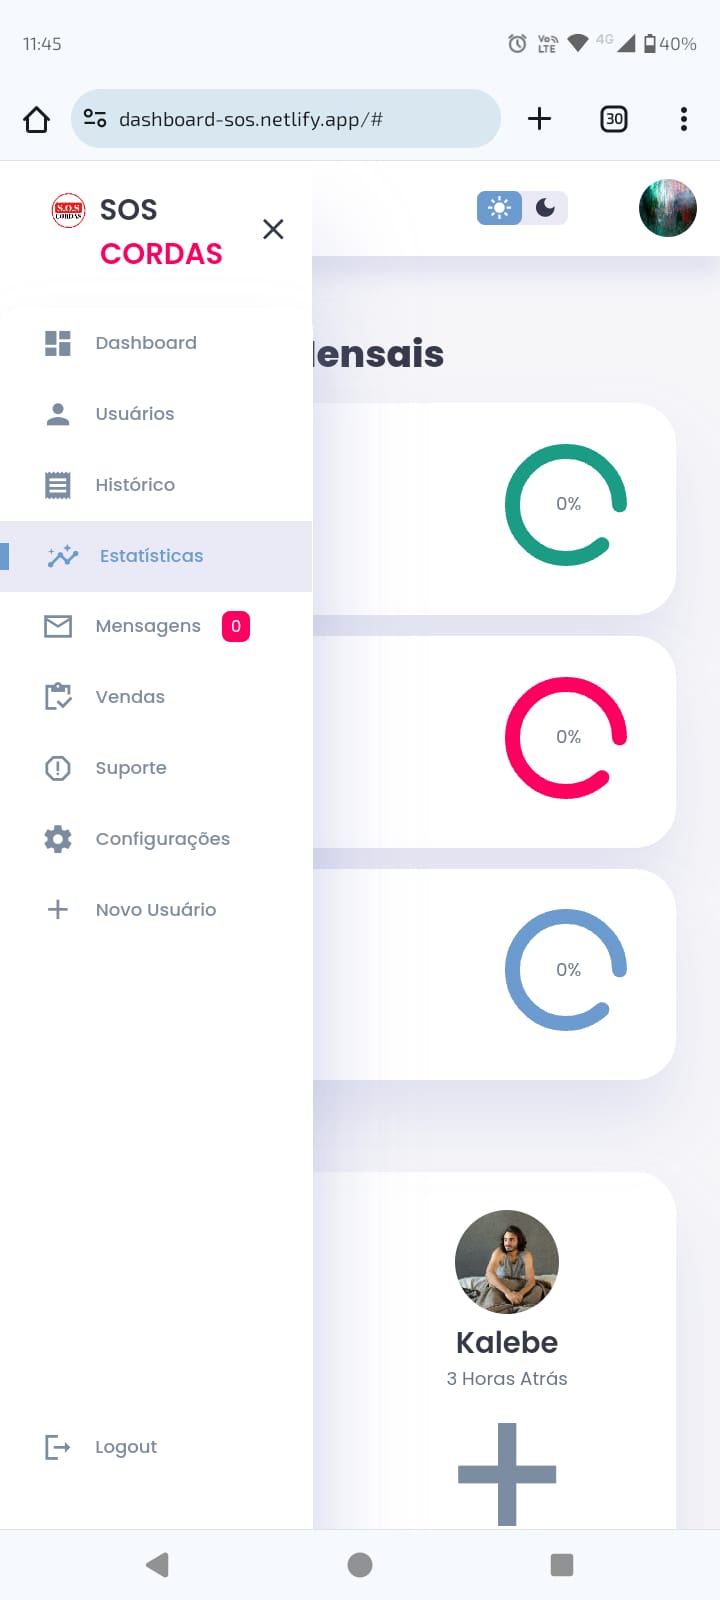 11:45
Vo LTE 4G 40%
dashboard-sos.netlify.app/#
30
S.O.S
CORDAS
SOS
CORDAS
Dashboard
ensais
Usuários
Histórico
0%
Estatísticas
Mensagens 0
Vendas
0%
Suporte
Configurações
Novo Usuário
0%
Kalebe
3 Horas Atrás
Logout